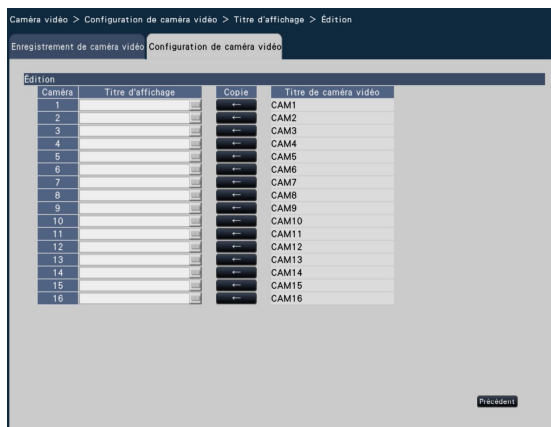 Caméra vidéo > Configuration de caméra vidéo > Titre d'affichage > Édition
Enregistrement de caméra vidéo Configuration de caméra vidéo
Édition
Caméra Titre d'affichage Copie Titre de caméra vidéo
1 ← CAM1
2 ← CAM2
3 ← CAM3
4 ← CAM4
5 ← CAM5
6 ← CAM6
7 ← CAM7
8 ← CAM8
9 ← CAM9
10 ← CAM10
11 ← CAM11
12 ← CAM12
13 ← CAM13
14 ← CAM14
15 ← CAM15
16 ← CAM16
Précédent